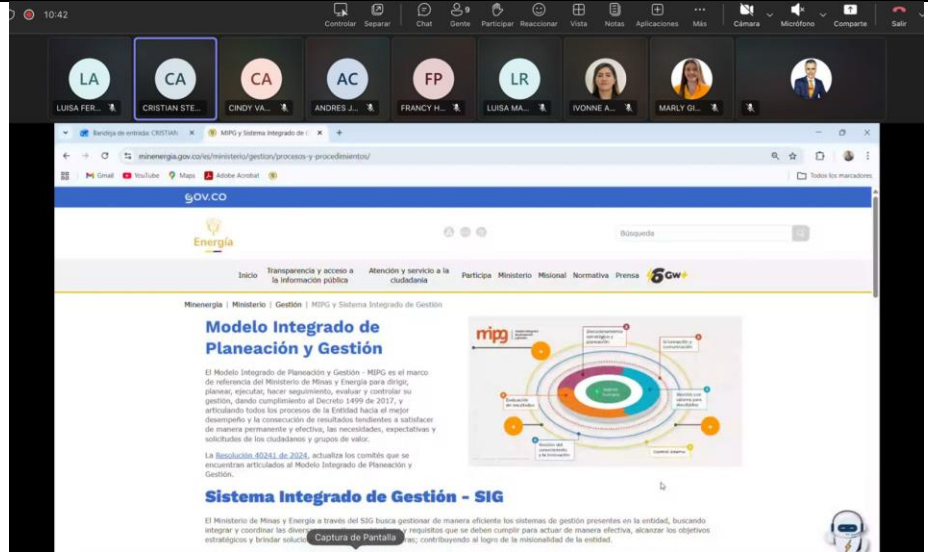 10:42
Controlar Separar Chat Gente 9 Participar Reaccionar Vista Notas Aplicaciones Más Cámara Micrófono Comparte Salir
LA CA CA AC FP LR
LUISA FER... CRISTIAN STE... CINDY VA... ANDRES J... FRANCY H... LUISA MA... IVONNE A... MARLY GI...
Bandeja de entrada: CRISTIAN MIPG y Sistema Integrado de
minenergia.gov.co/es/ministerio/gestion/procesos-y-procedimientos/
Gmail YouTube Maps Adobe Acrobat Todos los marcadores
GOV.CO
Energía
Búsqueda
Inicio Transparencia y acceso a la información pública Atención y servicio a la ciudadanía Participa Ministerio Misional Normativa Prensa 6GW+
Minenergia | Ministerio | Gestión | MIPG y Sistema Integrado de Gestión
Modelo Integrado de
Planeación y Gestión
El Modelo Integrado de Planeación y Gestión - MIPG es el marco
de referencia del Ministerio de Minas y Energía para dirigir,
planear, ejecutar, hacer seguimiento, evaluar y controlar su
gestión, dando cumplimiento al Decreto 1499 de 2017, y
articulando todos los procesos de la Entidad hacia el mejor
desempeño y la consecución de resultados tendientes a satisfacer
de manera permanente y efectiva, las necesidades, expectativas y
solicitudes de los ciudadanos y grupos de valor.
La Resolución 40241 de 2024, actualiza los comités que se
encuentran articulados al Modelo Integrado de Planeación y
Gestión.
mipg
Control interno
Sistema Integrado de Gestión - SIG
El Ministerio de Minas y Energía a través del SIG busca gestionar de manera eficiente los sistemas de gestión presentes en la entidad, buscando
integrar y coordinar las y requisitos que se deben cumplir para actuar de manera efectiva, alcanzar los objetivos
estratégicos y brindar contribuyendo al logro de la misionalidad de la entidad.
Captura de Pantalla